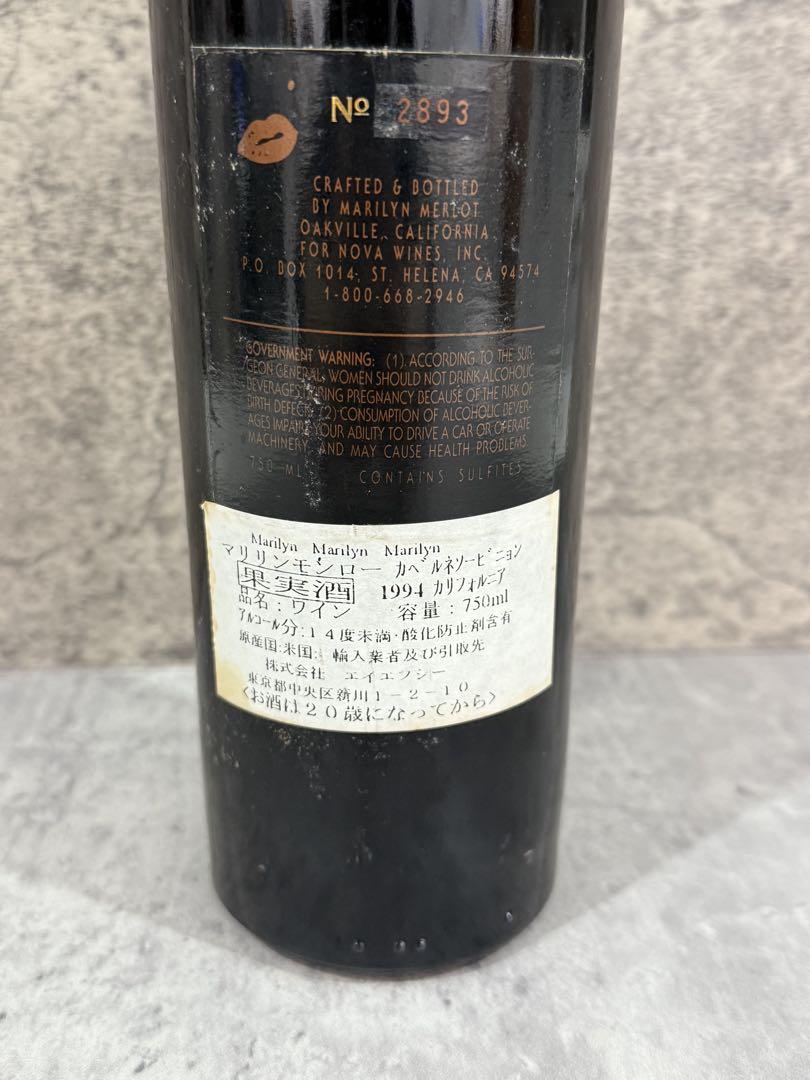 № 2893
CRAFTED & BOTTLED
BY MARILYN MERLOT
OAKVILLE, CALIFORNIA
FOR NOVA WINES, INC.
P.O. BOX 1014, ST. HELENA, CA 94574
1-800-668-2946
GOVERNMENT WARNING: (1) ACCORDING TO THE SUR-
GEON GENERAL, WOMEN SHOULD NOT DRINK ALCOHOLIC
BEVERAGES DURING PREGNANCY BECAUSE OF THE RISK OF
BIRTH DEFECTS. (2) CONSUMPTION OF ALCOHOLIC BEVER-
AGES IMPAIRS YOUR ABILITY TO DRIVE A CAR OR OPERATE
MACHINERY, AND MAY CAUSE HEALTH PROBLEMS.
750 ML CONTAINS SULFITES
Marilyn Marilyn Marilyn
マリリンモンロー カベルネソービニョン
果実酒 1994 カリフォルニア
品名:ワイン 容量:750ml
アルコール分:14度未満・酸化防止剤含有
原産国:米国: 輸入業者及び引取先
株式会社 エイエフシー
東京都中央区新川1-2-10
<お酒は20歳になってから>